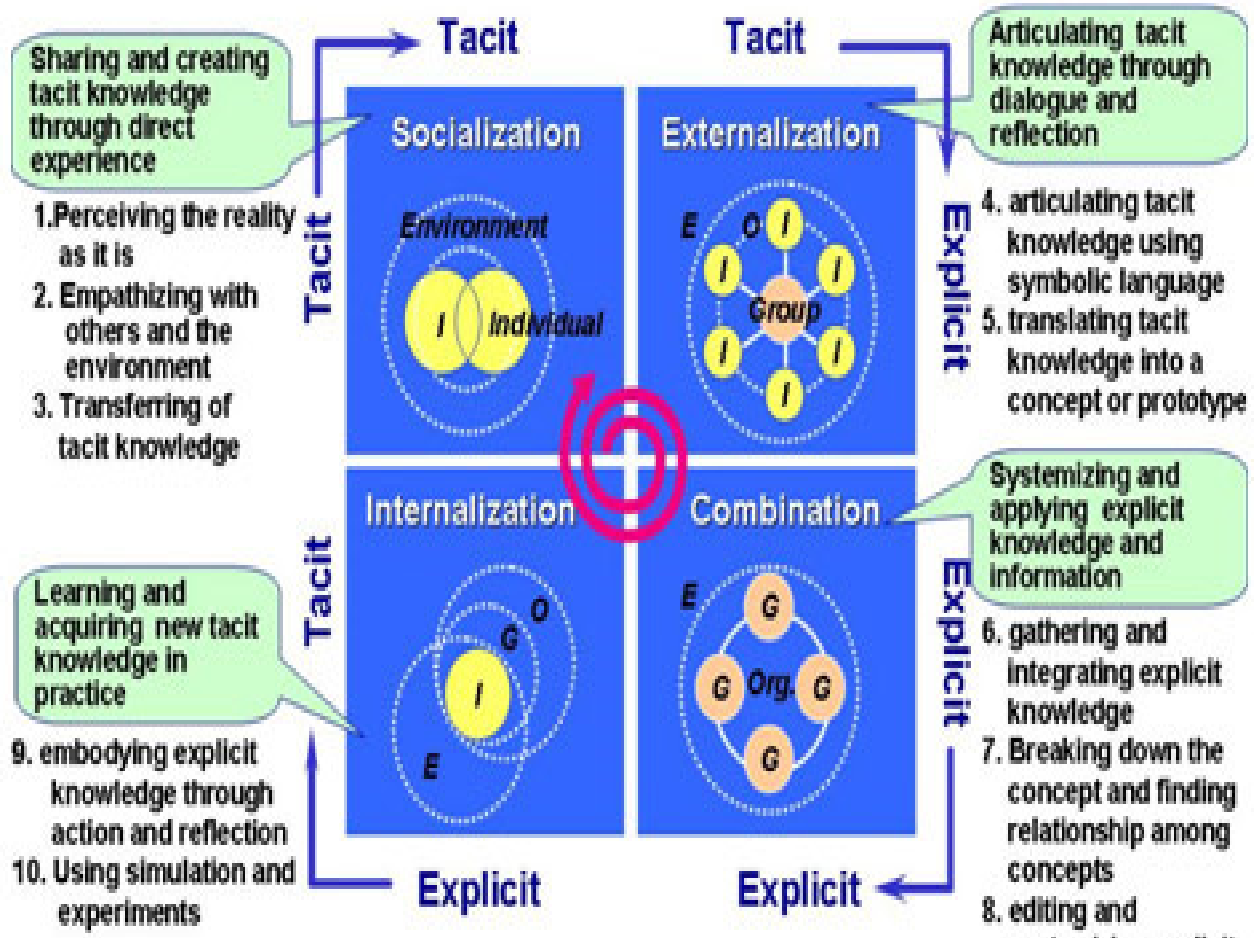 Tacit
Tacit
Sharing and creating
tacit knowledge
through direct
experience
Articulating tacit
knowledge through
dialogue and
reflection
Socialization
Externalization
1.Perceiving the reality
as it is
2. Empathizing with
others and the
environment
3. Transferring of
tacit knowledge
Tacit
Environment
I
Individual
E
O
I
I
I
Group
I
I
I
Explicit
4. articulating tacit
knowledge using
symbolic language
5. translating tacit
knowledge into a
concept or prototype
Internalization
Combination
Systemizing and
applying explicit
knowledge and
information
Tacit
Learning and
acquiring new tacit
knowledge in
practice
O
G
I
E
E
G
G
Org.
G
G
Explicit
6. gathering and
integrating explicit
knowledge
7. Breaking down the
concept and finding
relationship among
concepts
8. editing and
9. embodying explicit
knowledge through
action and reflection
10. Using simulation and
experiments
Explicit
Explicit